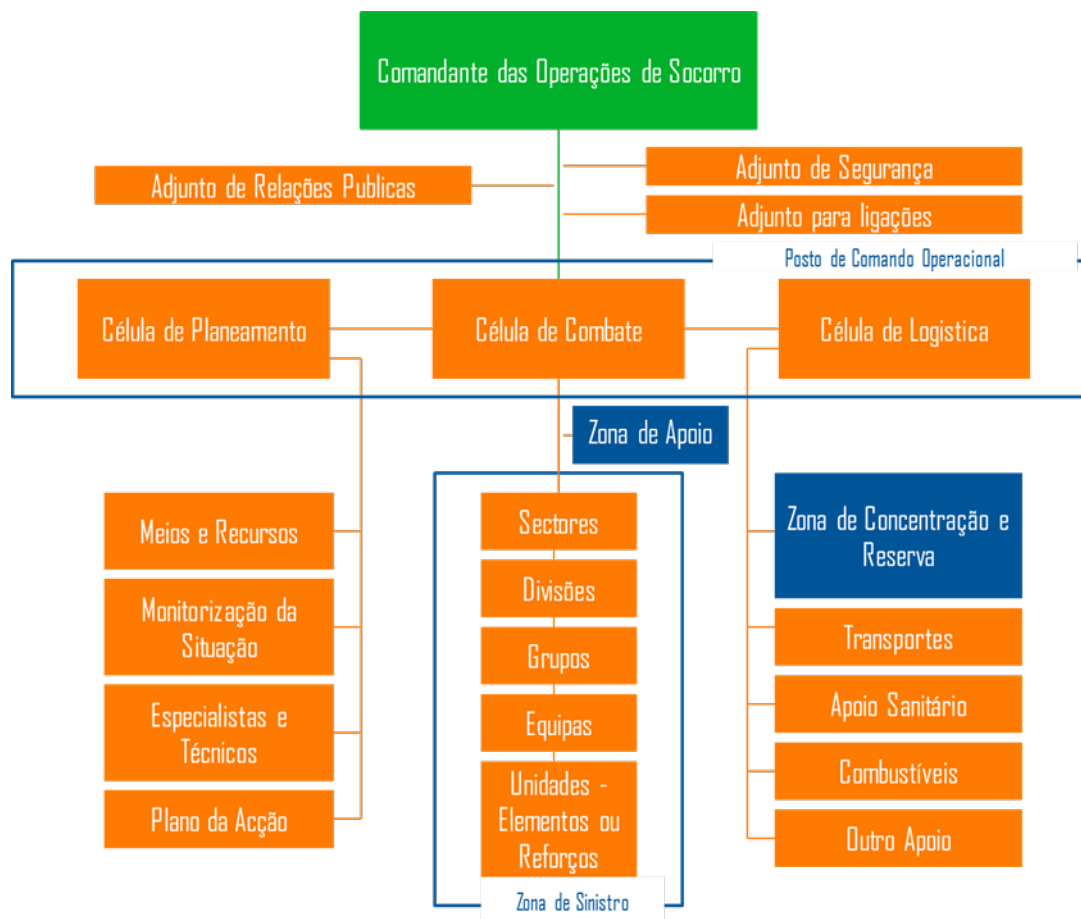 Comandante das Operações de Socorro
Adjunto de Relações Publicas
Adjunto de Segurança
Adjunto para ligações
Posto de Comando Operacional
Célula de Planeamento
Célula de Combate
Célula de Logistica
Zona de Apoio
Meios e Recursos
Monitorização da
Situação
Especialistas e
Técnicos
Plano da Acção
Sectores
Divisões
Grupos
Equipas
Unidades -
Elementos ou
Reforços
Zona de Sinistro
Zona de Concentração e
Reserva
Transportes
Apoio Sanitário
Combustíveis
Outro Apoio